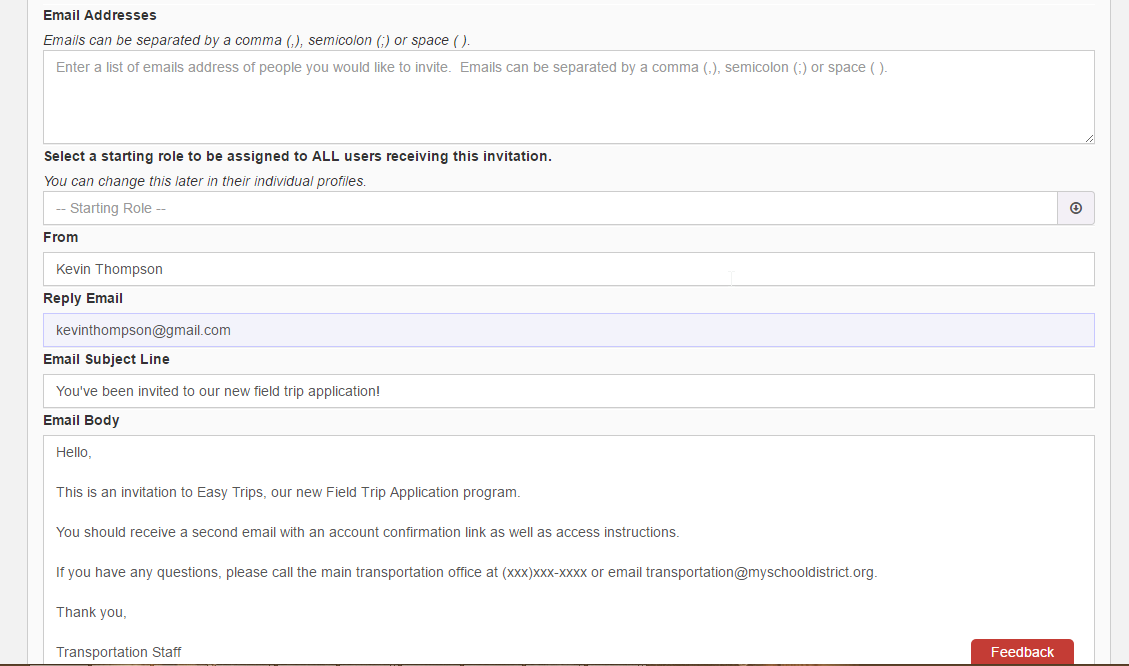 Email Addresses
Emails can be separated by a comma (,), semicolon (;) or space ( ).
Enter a list of emails address of people you would like to invite.  Emails can be separated by a comma (,), semicolon (;) or space ( ).
Select a starting role to be assigned to ALL users receiving this invitation.
You can change this later in their individual profiles.
-- Starting Role --
From
Kevin Thompson
Reply Email
kevinthompson@gmail.com
Email Subject Line
You've been invited to our new field trip application!
Email Body
Hello,
This is an invitation to Easy Trips, our new Field Trip Application program.
You should receive a second email with an account confirmation link as well as access instructions.
If you have any questions, please call the main transportation office at (xxx)xxx-xxxx or email transportation@myschooldistrict.org.
Thank you,
Transportation Staff
Feedback